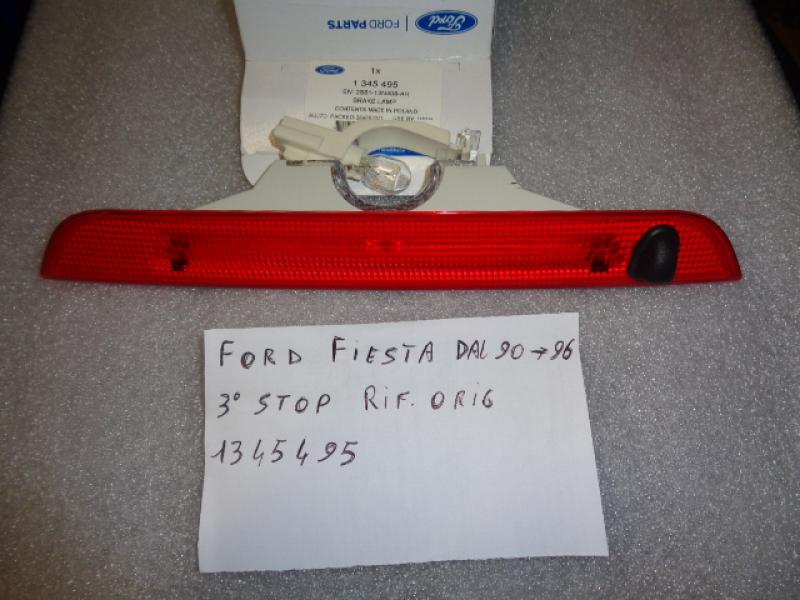 FORD PARTS
Ford
Ford
1x
1 345 495
BRAKE LAMP
CONTENTS MADE IN POLAND
FORD FIESTA DAL 90 → 96
3° STOP RIF. ORIG
1345495